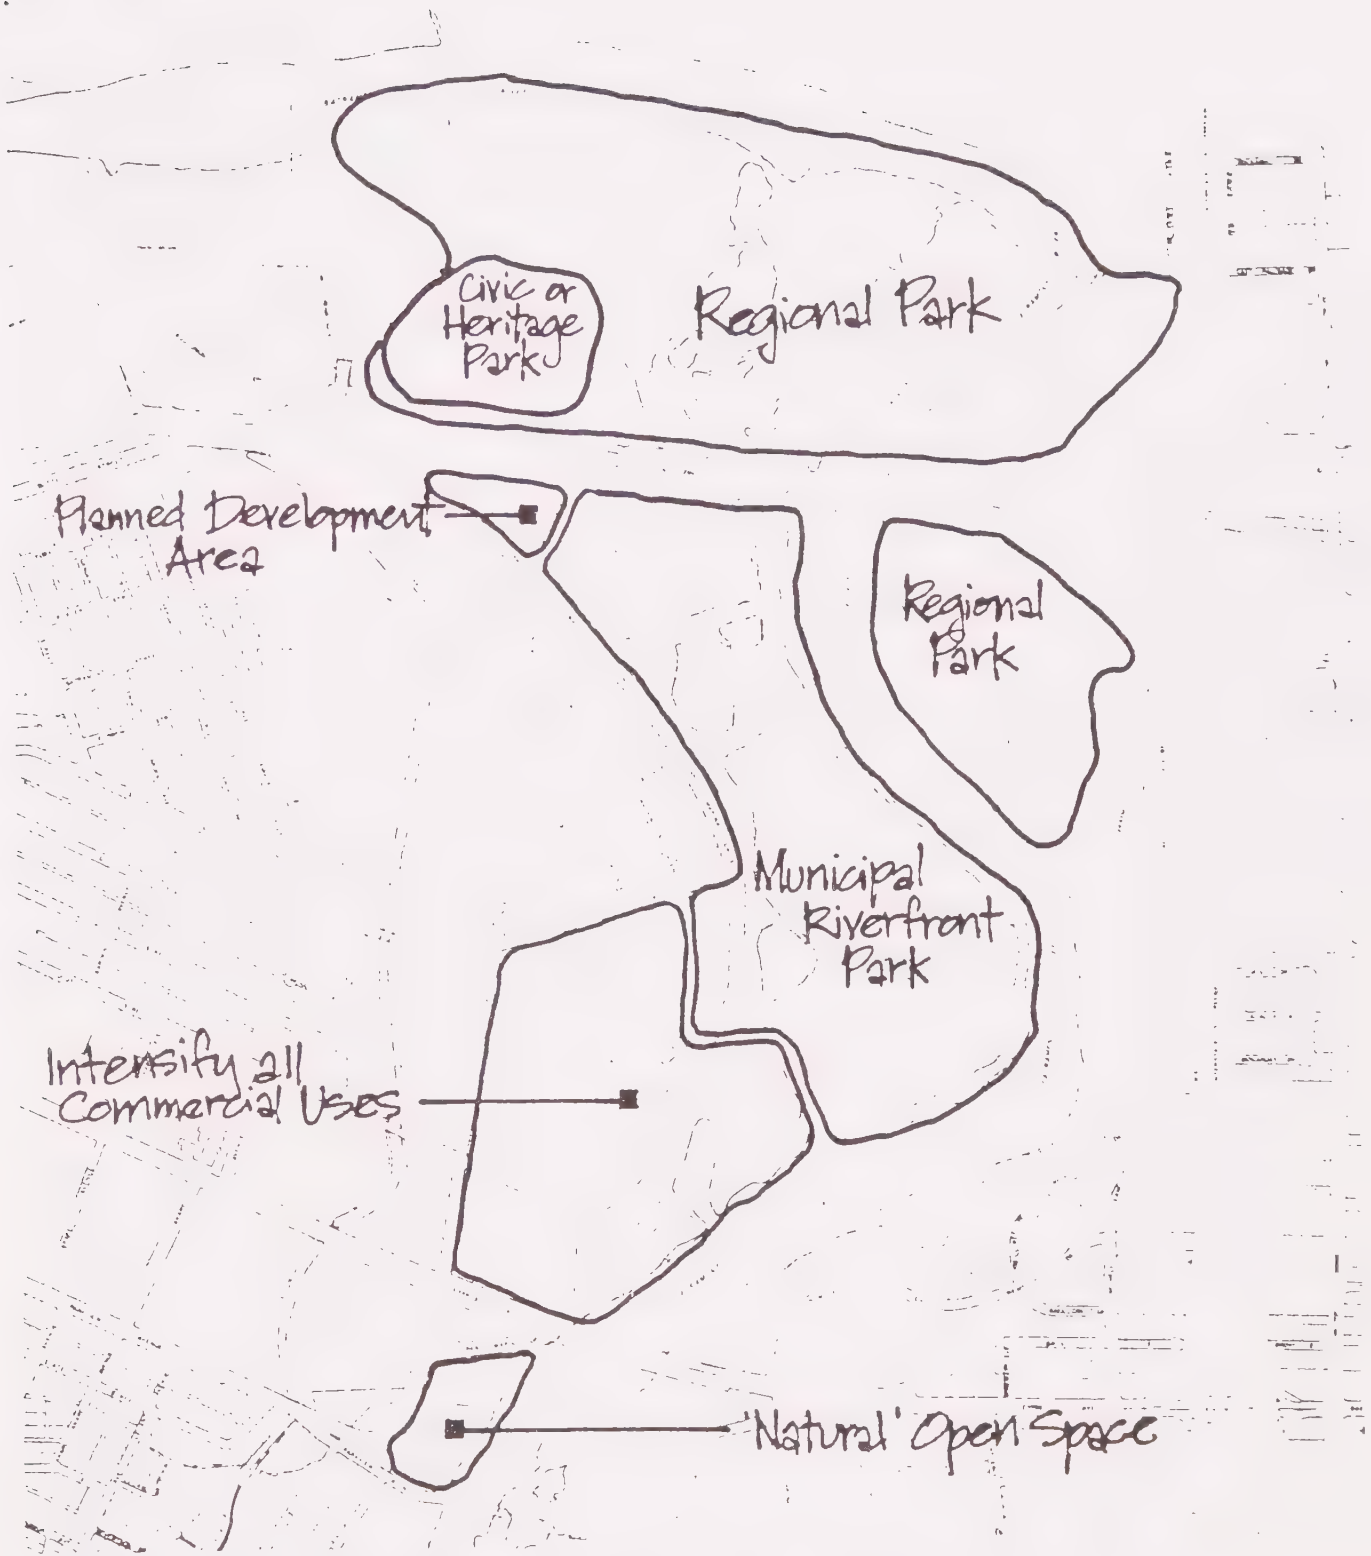 Civic or
Heritage
Park
Regional Park
Planned Development
Area
Regional
Park
Municipal
Riverfront
Park
Intensify all
Commercial Uses
'Natural' Open Space